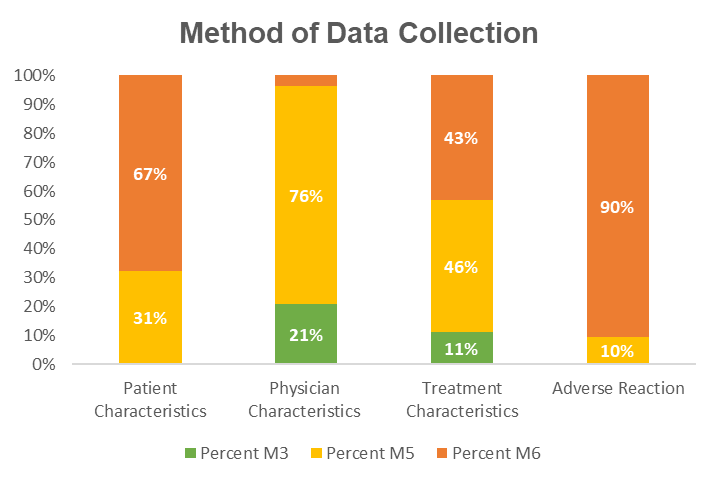 Method of Data Collection
100%
90%
80%
70%
60%
50%
40%
30%
20%
10%
0%
67%
31%
76%
21%
43%
46%
11%
90%
10%
Patient
Characteristics
Physician
Characteristics
Treatment
Characteristics
Adverse Reaction
Percent M3
Percent M5
Percent M6